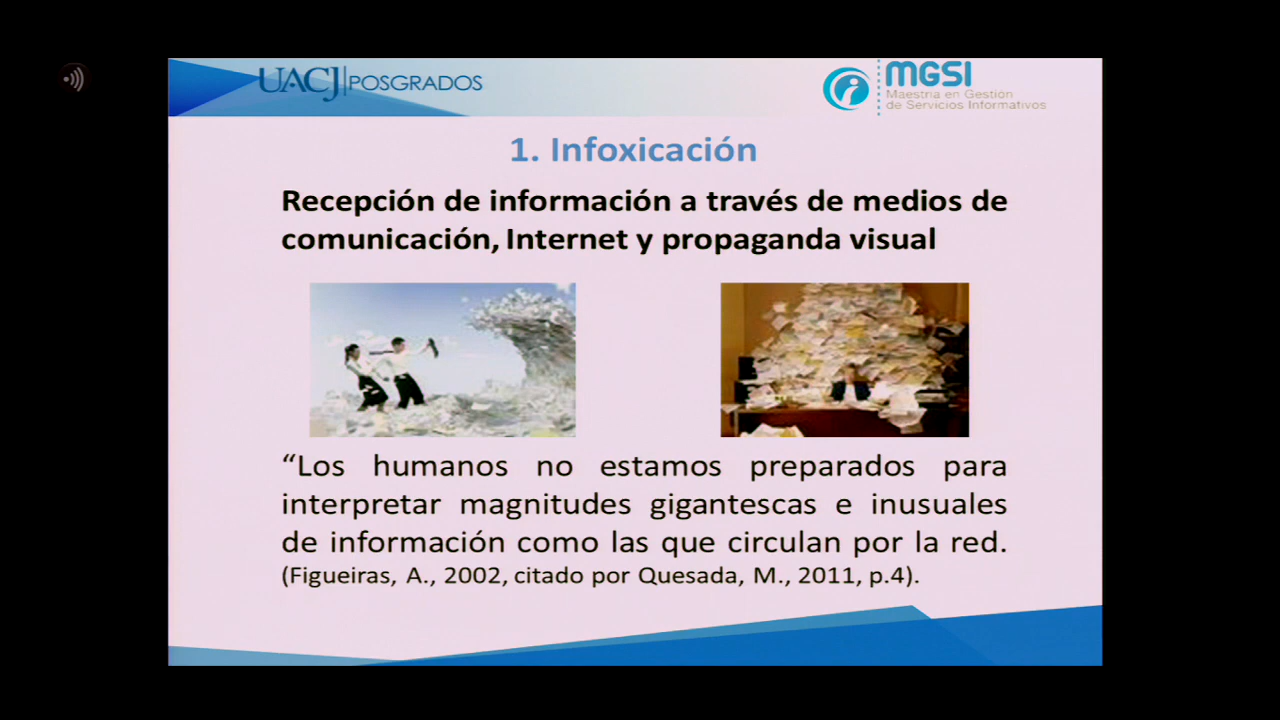 UACJ POSGRADOS
MGSI
Maestría en Gestión
de Servicios Informativos
1. Infoxicación
Recepción de información a través de medios de
comunicación, Internet y propaganda visual
“Los humanos no estamos preparados para
interpretar magnitudes gigantescas e inusuales
de información como las que circulan por la red.
(Figueiras, A., 2002, citado por Quesada, M., 2011, p.4).